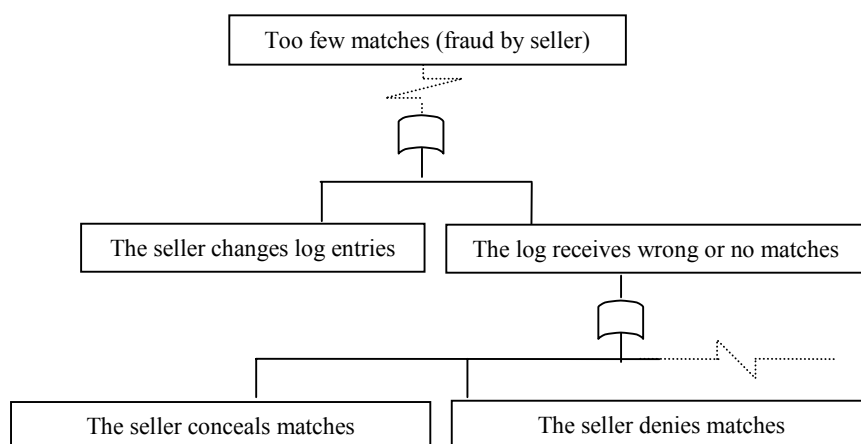 Too few matches (fraud by seller)
The seller changes log entries
The log receives wrong or no matches
The seller conceals matches
The seller denies matches